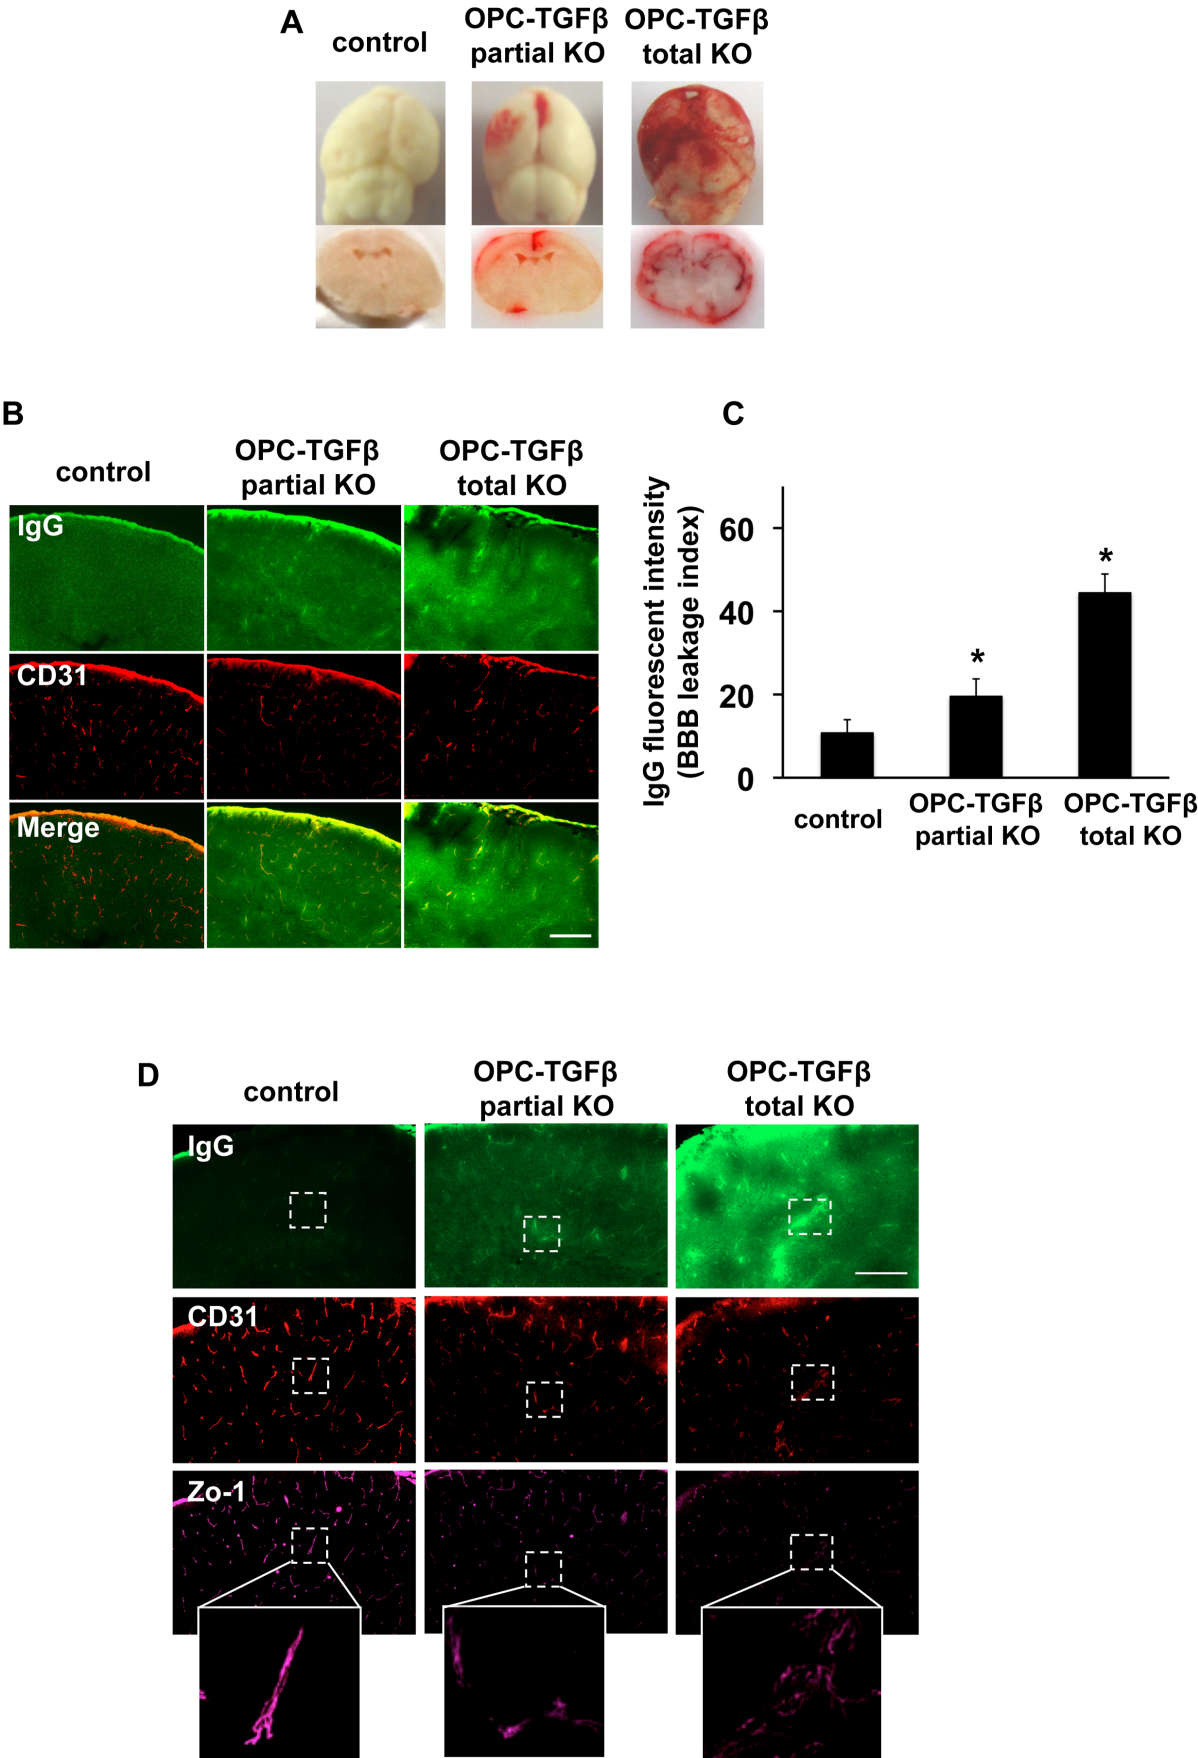 A
control
OPC-TGFβ
partial KO
OPC-TGFβ
total KO
B
control
OPC-TGFβ
partial KO
OPC-TGFβ
total KO
IgG
CD31
Merge
C
IgG fluorescent intensity
(BBB leakage index)
60
40
20
0
*
*
control
OPC-TGFβ
partial KO
OPC-TGFβ
total KO
D
control
OPC-TGFβ
partial KO
OPC-TGFβ
total KO
IgG
CD31
Zo-1